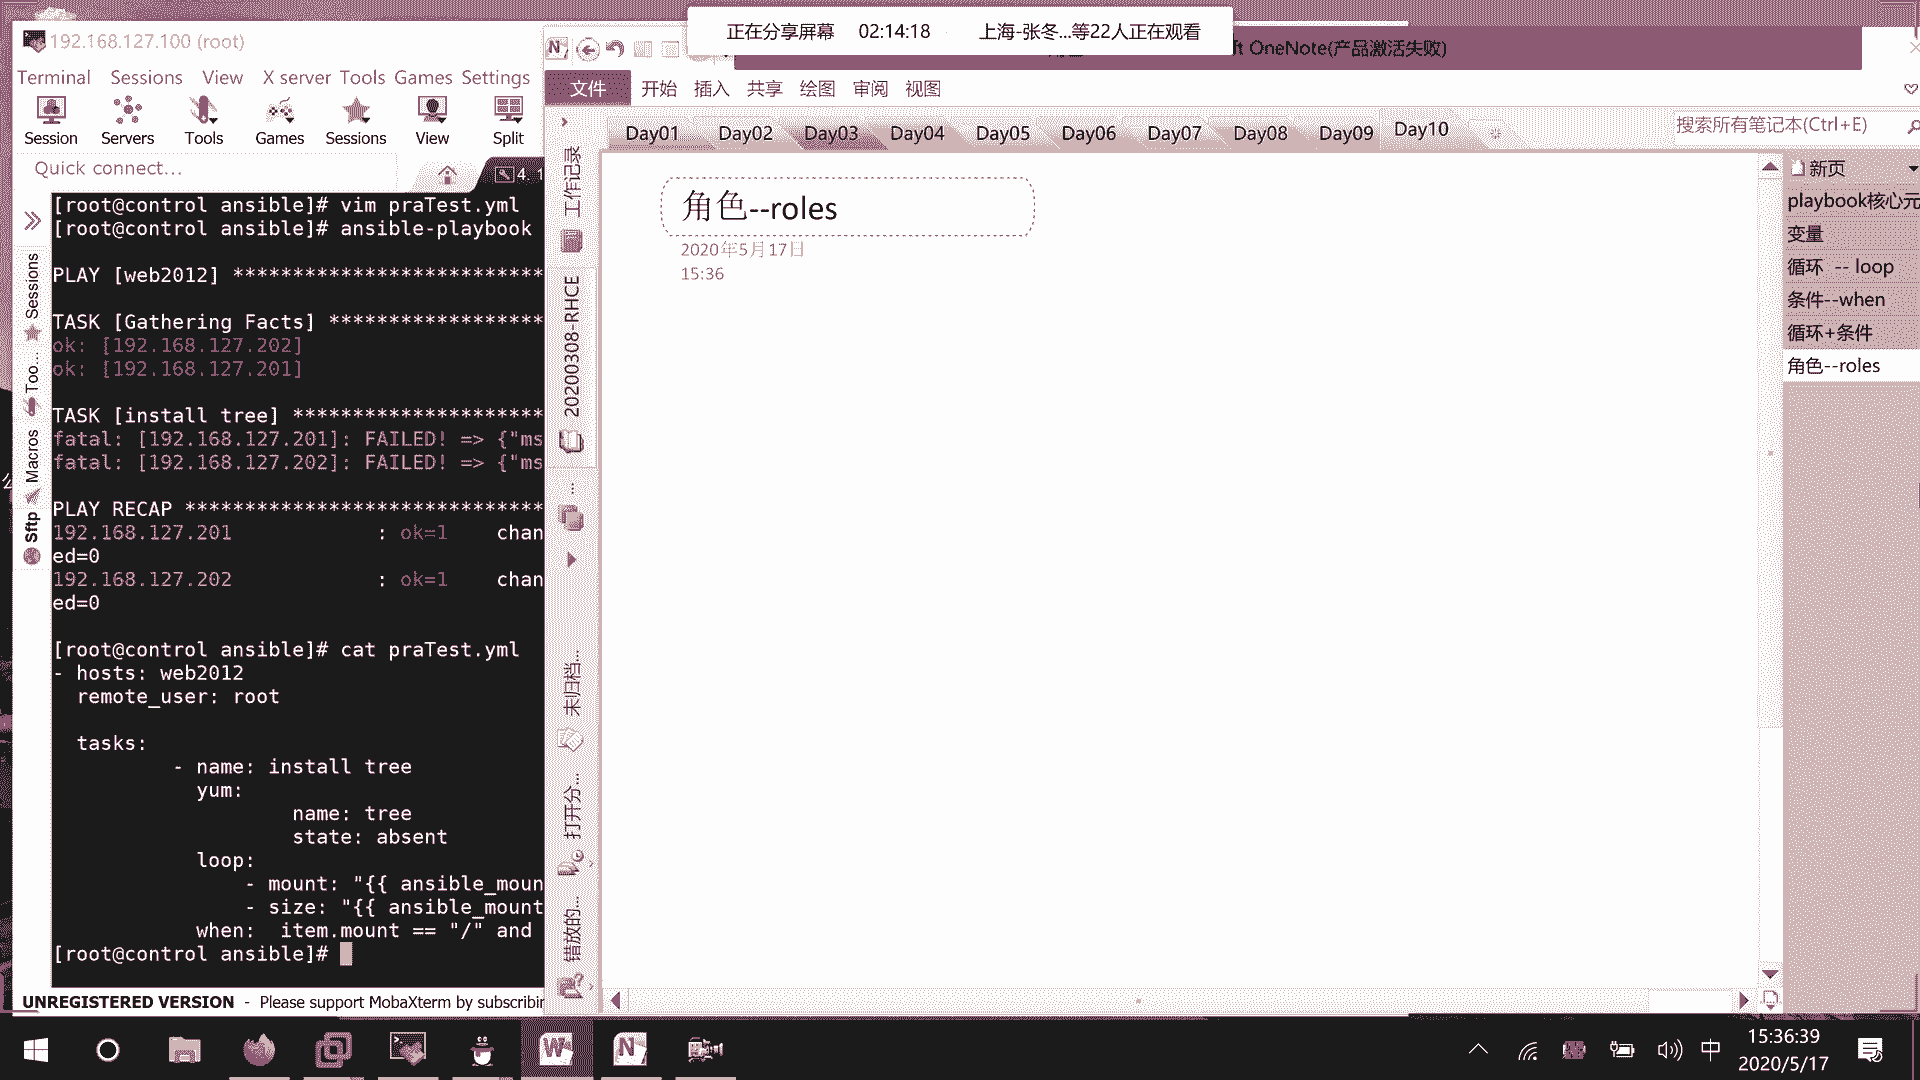 正在分享屏幕 02:14:18 上海-张冬...等22人正在观看
192.168.127.100 (root)
ft OneNote(产品激活失败)
Terminal Sessions View X server Tools Games Settings
文件 开始 插入 共享 绘图 审阅 视图
Session Servers Tools Games Sessions View Split
Day01 Day02 Day03 Day04 Day05 Day06 Day07 Day08 Day09 Day10
搜索所有笔记本(Ctrl+E)
Quick connect...
4. 1
[root@control ansible]# vim praTest.yml
[root@control ansible]# ansible-playbook
PLAY [web2012] **************************
TASK [Gathering Facts] ******************
ok: [192.168.127.202]
ok: [192.168.127.201]
TASK [install tree] *********************
fatal: [192.168.127.201]: FAILED! => {"ms
fatal: [192.168.127.202]: FAILED! => {"ms
PLAY RECAP ******************************
192.168.127.201 : ok=1 chan
ed=0
192.168.127.202 : ok=1 chan
ed=0
[root@control ansible]# cat praTest.yml
- hosts: web2012
remote_user: root
tasks:
- name: install tree
yum:
name: tree
state: absent
loop:
- mount: "{{ ansible_moun
- size: "{{ ansible_mount
when: item.mount == "/" and
[root@control ansible]#
UNREGISTERED VERSION - Please support MobaXterm by subscribin
Sessions
Too...
Macros
Sftp
工作记录
20200308-RHCE
未归档...
打开分...
错放的...
角色--roles
2020年5月17日
15:36
新页
playbook核心元
变量
循环 -- loop
条件--when
循环+条件
角色--roles
中
15:36:39
2020/5/17